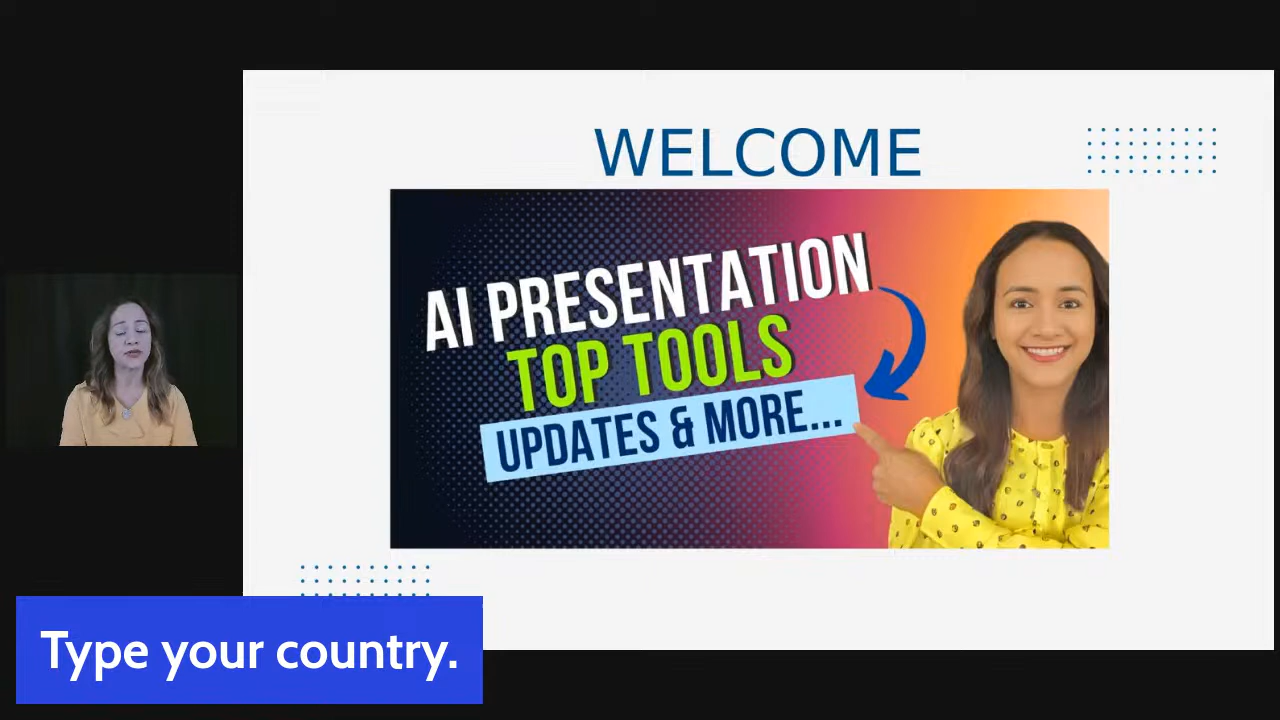 WELCOME
AI PRESENTATION
TOP TOOLS
UPDATES & MORE...
Type your country.